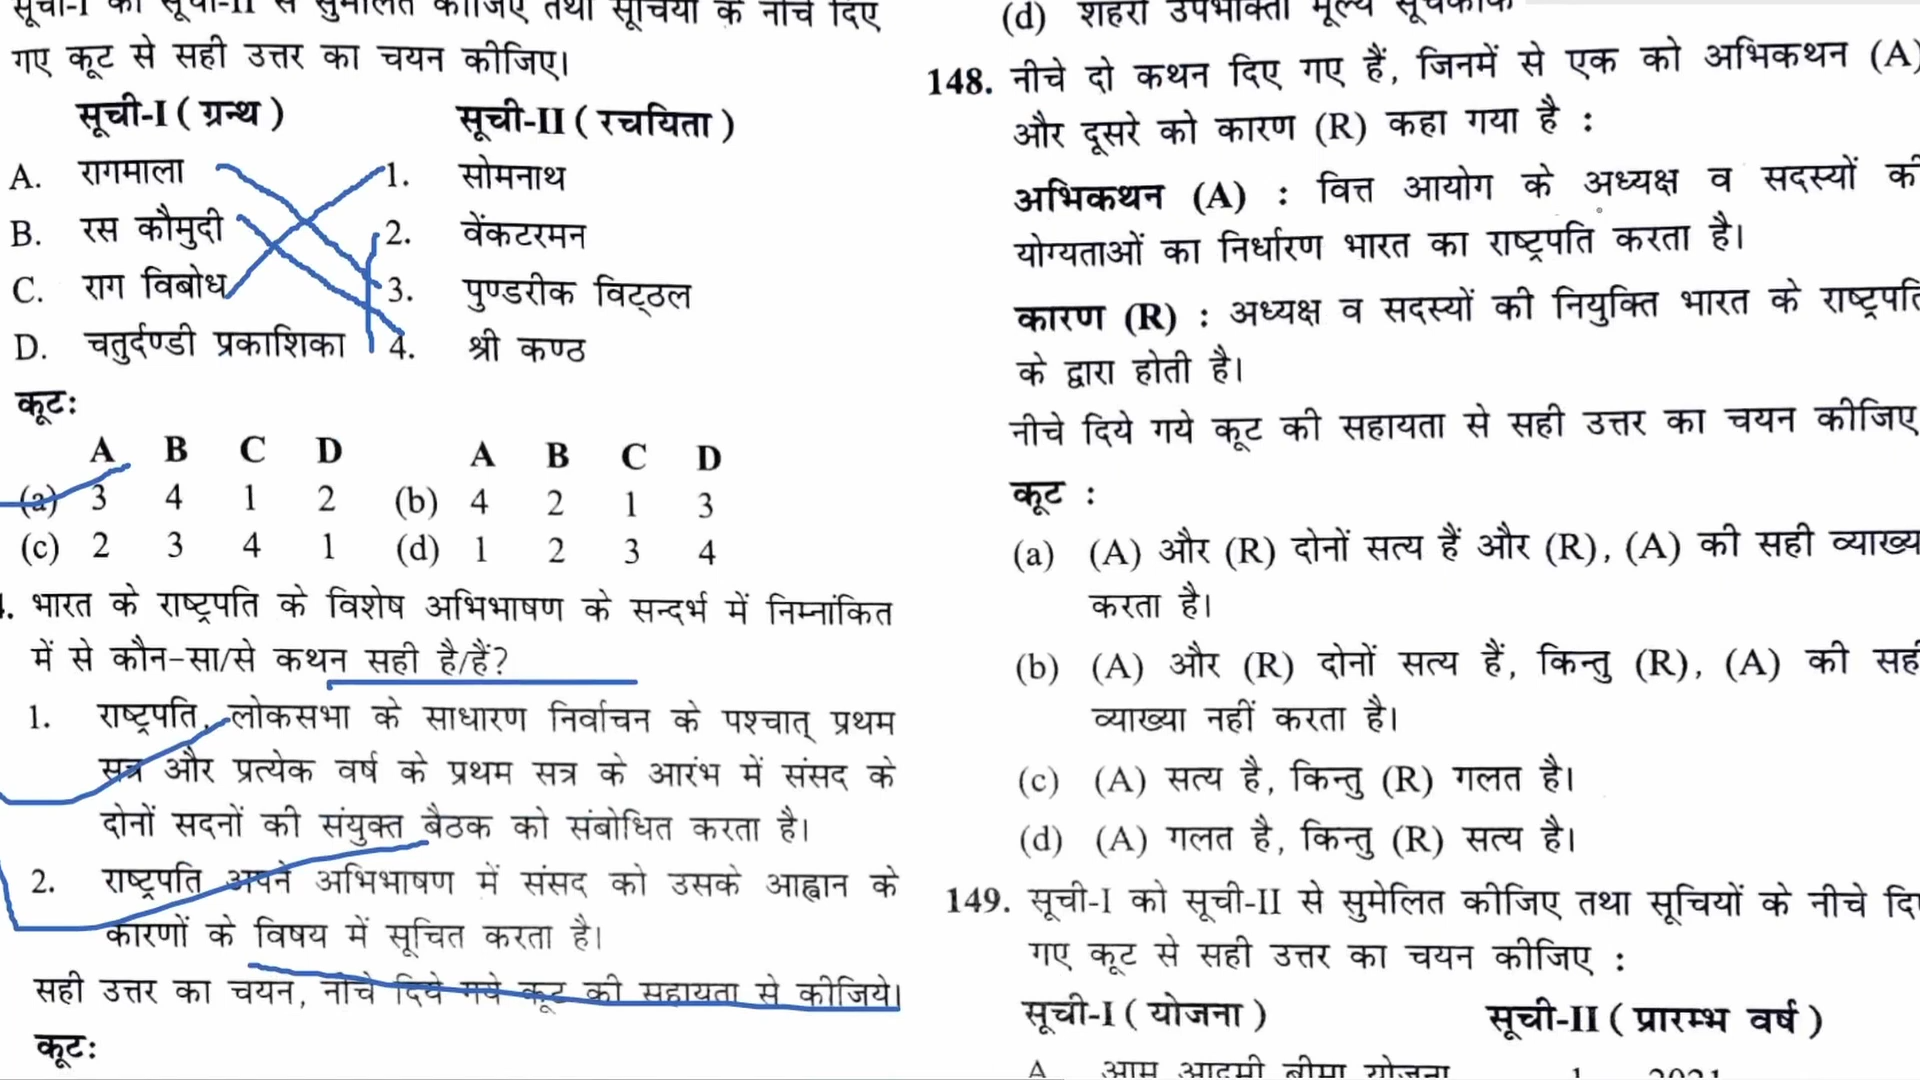 सूची-I को सूची-II से सुमेलित कीजिए तथा सूचियों के नीचे दिए
गए कूट से सही उत्तर का चयन कीजिए।
सूची-I ( ग्रन्थ ) सूची-II ( रचयिता )
A. रागमाला 1. सोमनाथ
B. रस कौमुदी 2. वेंकटरमन
C. राग विबोध 3. पुण्डरीक विट्ठल
D. चतुर्दण्डी प्रकाशिका 4. श्री कण्ठ
कूटः
A B C D A B C D
(a) 3 4 1 2 (b) 4 2 1 3
(c) 2 3 4 1 (d) 1 2 3 4
. भारत के राष्ट्रपति के विशेष अभिभाषण के सन्दर्भ में निम्नांकित
में से कौन-सा/से कथन सही है/हैं?
1. राष्ट्रपति, लोकसभा के साधारण निर्वाचन के पश्चात् प्रथम
सत्र और प्रत्येक वर्ष के प्रथम सत्र के आरंभ में संसद के
दोनों सदनों की संयुक्त बैठक को संबोधित करता है।
2. राष्ट्रपति अपने अभिभाषण में संसद को उसके आह्वान के
कारणों के विषय में सूचित करता है।
सही उत्तर का चयन, नीचे दिये गये कूट की सहायता से कीजिये।
कूटः
(d) शहरी उपभोक्ता मूल्य सूचकांक
148. नीचे दो कथन दिए गए हैं, जिनमें से एक को अभिकथन (A)
और दूसरे को कारण (R) कहा गया है :
अभिकथन (A) : वित्त आयोग के अध्यक्ष व सदस्यों की
योग्यताओं का निर्धारण भारत का राष्ट्रपति करता है।
कारण (R) : अध्यक्ष व सदस्यों की नियुक्ति भारत के राष्ट्रपति
के द्वारा होती है।
नीचे दिये गये कूट की सहायता से सही उत्तर का चयन कीजिए
कूट :
(a) (A) और (R) दोनों सत्य हैं और (R), (A) की सही व्याख्या
करता है।
(b) (A) और (R) दोनों सत्य हैं, किन्तु (R), (A) की सही
व्याख्या नहीं करता है।
(c) (A) सत्य है, किन्तु (R) गलत है।
(d) (A) गलत है, किन्तु (R) सत्य है।
149. सूची-I को सूची-II से सुमेलित कीजिए तथा सूचियों के नीचे दिए
गए कूट से सही उत्तर का चयन कीजिए :
सूची-I ( योजना ) सूची-II ( प्रारम्भ वर्ष )
A आम आदमी बीमा योजना 1 2021